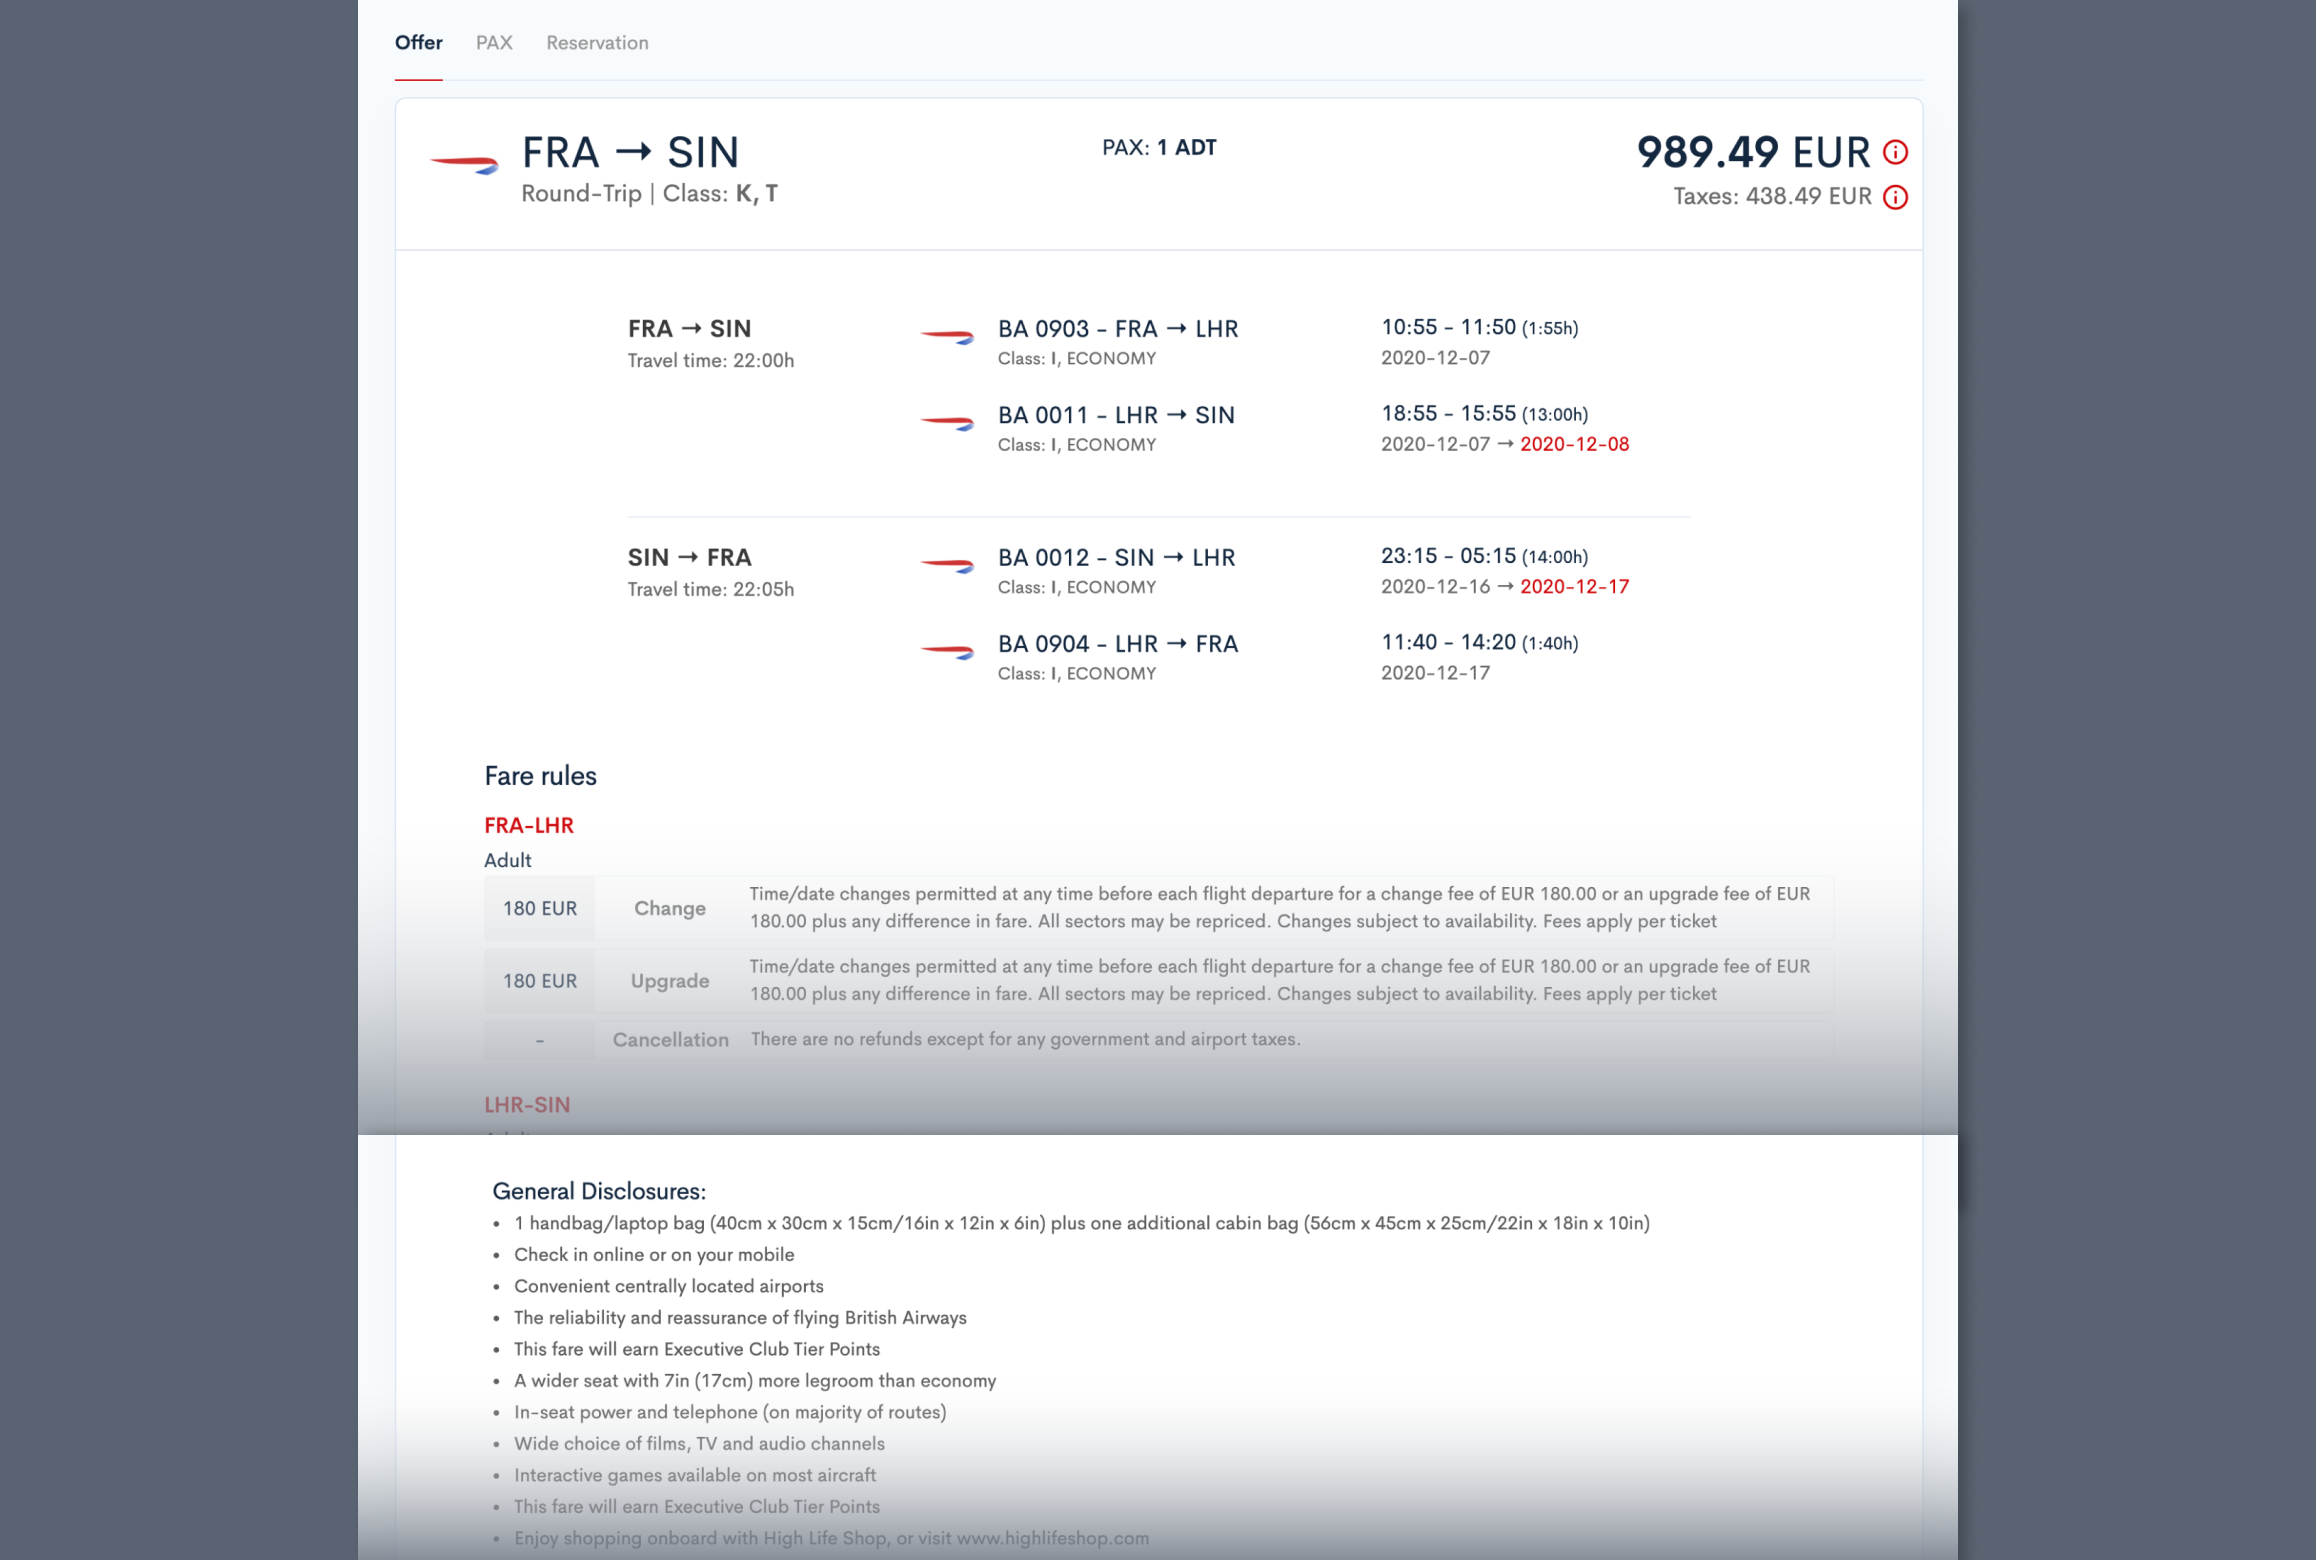 Offer PAX Reservation
FRA → SIN
Round-Trip | Class: K, T
PAX: 1 ADT
989.49 EUR
Taxes: 438.49 EUR
FRA → SIN
Travel time: 22:00h
BA 0903 - FRA → LHR
Class: I, ECONOMY
10:55 - 11:50 (1:55h)
2020-12-07
BA 0011 - LHR → SIN
Class: I, ECONOMY
18:55 - 15:55 (13:00h)
2020-12-07 → 2020-12-08
SIN → FRA
Travel time: 22:05h
BA 0012 - SIN → LHR
Class: I, ECONOMY
23:15 - 05:15 (14:00h)
2020-12-16 → 2020-12-17
BA 0904 - LHR → FRA
Class: I, ECONOMY
11:40 - 14:20 (1:40h)
2020-12-17
Fare rules
FRA-LHR
Adult
180 EUR
Change
Time/date changes permitted at any time before each flight departure for a change fee of EUR 180.00 or an upgrade fee of EUR
180.00 plus any difference in fare. All sectors may be repriced. Changes subject to availability. Fees apply per ticket
180 EUR
Upgrade
Time/date changes permitted at any time before each flight departure for a change fee of EUR 180.00 or an upgrade fee of EUR
180.00 plus any difference in fare. All sectors may be repriced. Changes subject to availability. Fees apply per ticket
-
Cancellation
There are no refunds except for any government and airport taxes.
LHR-SIN
General Disclosures:
• 1 handbag/laptop bag (40cm x 30cm x 15cm/16in x 12in x 6in) plus one additional cabin bag (56cm x 45cm x 25cm/22in x 18in x 10in)
• Check in online or on your mobile
• Convenient centrally located airports
• The reliability and reassurance of flying British Airways
• This fare will earn Executive Club Tier Points
• A wider seat with 7in (17cm) more legroom than economy
• In-seat power and telephone (on majority of routes)
• Wide choice of films, TV and audio channels
• Interactive games available on most aircraft
• This fare will earn Executive Club Tier Points
• Enjoy shopping onboard with High Life Shop, or visit www.highlifeshop.com